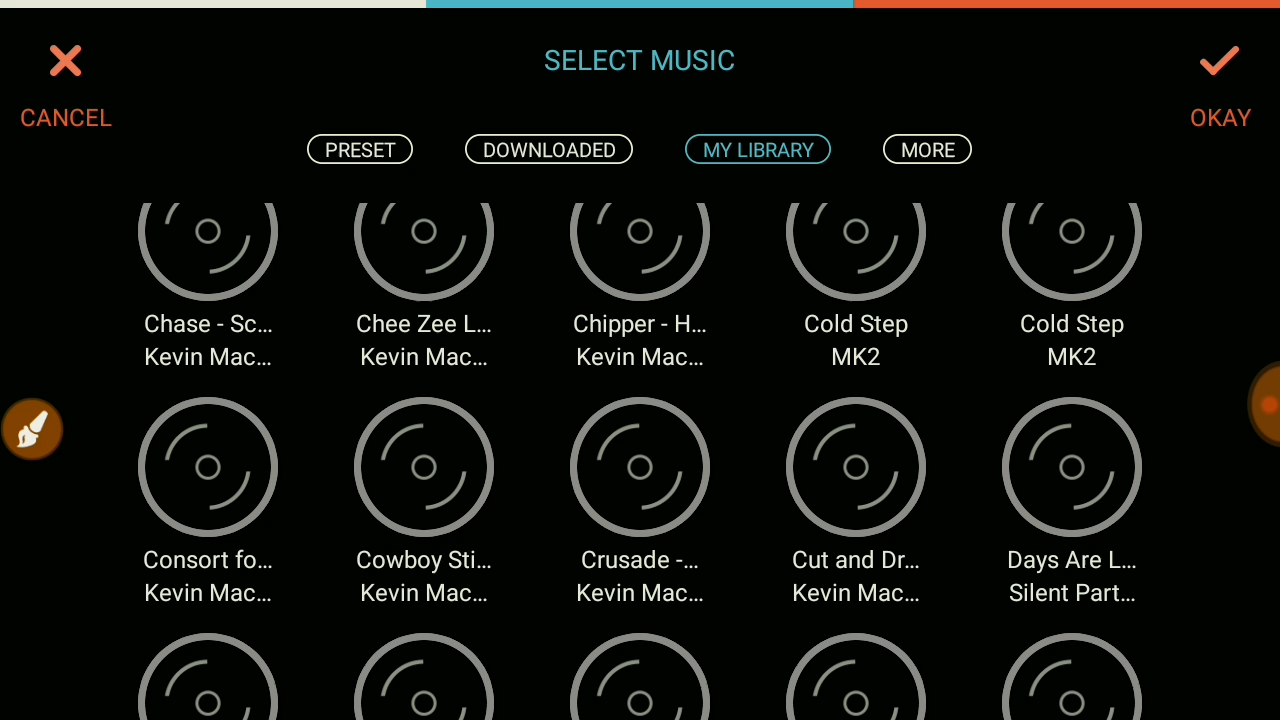 SELECT MUSIC
CANCEL
OKAY
PRESET DOWNLOADED MY LIBRARY MORE
Chase - Sc... Chee Zee L... Chipper - H... Cold Step Cold Step
Kevin Mac... Kevin Mac... Kevin Mac... MK2 MK2
Consort fo... Cowboy Sti... Crusade -... Cut and Dr... Days Are L...
Kevin Mac... Kevin Mac... Kevin Mac... Kevin Mac... Silent Part...